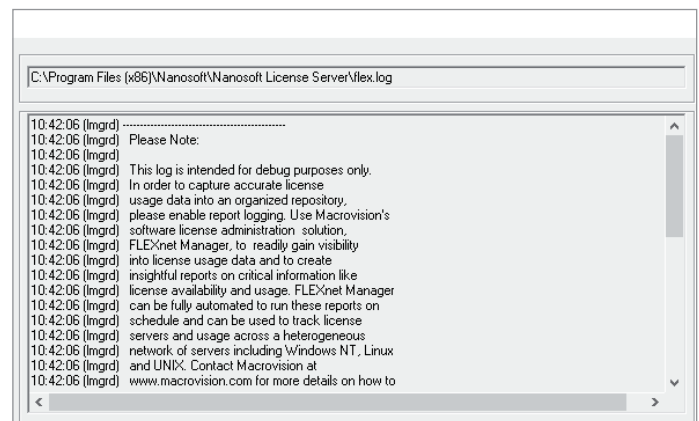 C:\Program Files (x86)\Nanosoft\Nanosoft License Server\flex.log
10:42:06 (lmgrd) -----------------------------------------------
10:42:06 (lmgrd) Please Note:
10:42:06 (lmgrd)
10:42:06 (lmgrd) This log is intended for debug purposes only.
10:42:06 (lmgrd) In order to capture accurate license
10:42:06 (lmgrd) usage data into an organized repository,
10:42:06 (lmgrd) please enable report logging. Use Macrovision's
10:42:06 (lmgrd) software license administration solution,
10:42:06 (lmgrd) FLEXnet Manager, to readily gain visibility
10:42:06 (lmgrd) into license usage data and to create
10:42:06 (lmgrd) insightful reports on critical information like
10:42:06 (lmgrd) license availability and usage. FLEXnet Manager
10:42:06 (lmgrd) can be fully automated to run these reports on
10:42:06 (lmgrd) schedule and can be used to track license
10:42:06 (lmgrd) servers and usage across a heterogeneous
10:42:06 (lmgrd) network of servers including Windows NT, Linux
10:42:06 (lmgrd) and UNIX. Contact Macrovision at
10:42:06 (lmgrd) www.macrovision.com for more details on how to